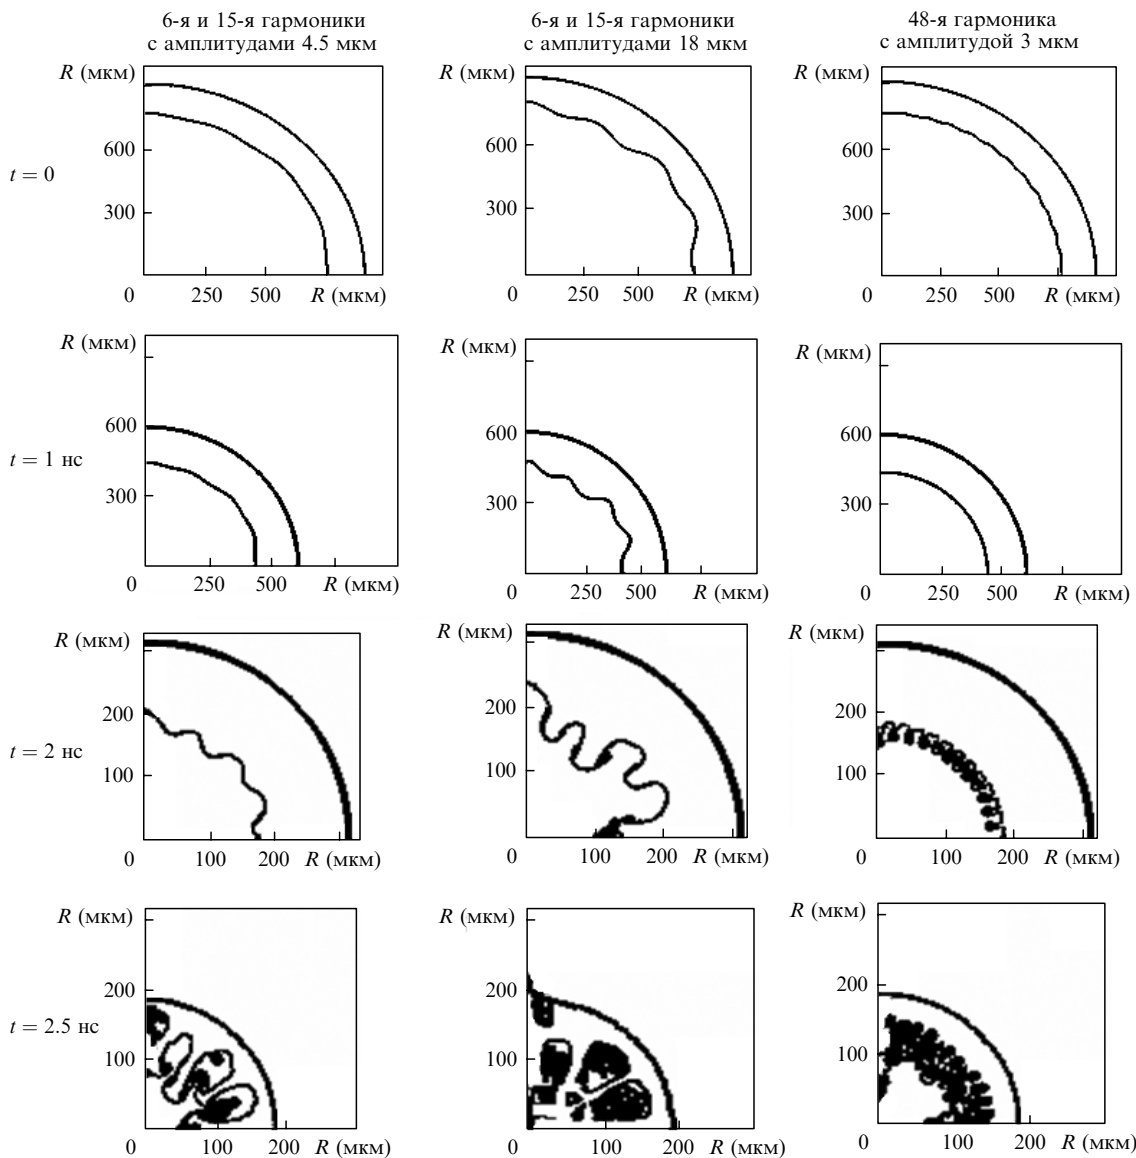 6-я и 15-я гармоники
с амплитудами 4.5 мкм
6-я и 15-я гармоники
с амплитудами 18 мкм
48-я гармоника
с амплитудой 3 мкм
t = 0
R (мкм)
600
300
0
250
500
R (мкм)
R (мкм)
600
300
0
250
500
R (мкм)
R (мкм)
600
300
0
250
500
R (мкм)
t = 1 нс
R (мкм)
600
300
0
250
500
R (мкм)
R (мкм)
600
300
0
250
500
R (мкм)
R (мкм)
600
300
0
250
500
R (мкм)
t = 2 нс
R (мкм)
200
100
0
100
200
R (мкм)
R (мкм)
200
100
0
100
200
R (мкм)
R (мкм)
200
100
0
100
200
R (мкм)
t = 2.5 нс
R (мкм)
200
100
0
100
200
R (мкм)
R (мкм)
200
100
0
100
200
R (мкм)
R (мкм)
200
100
0
100
200
R (мкм)